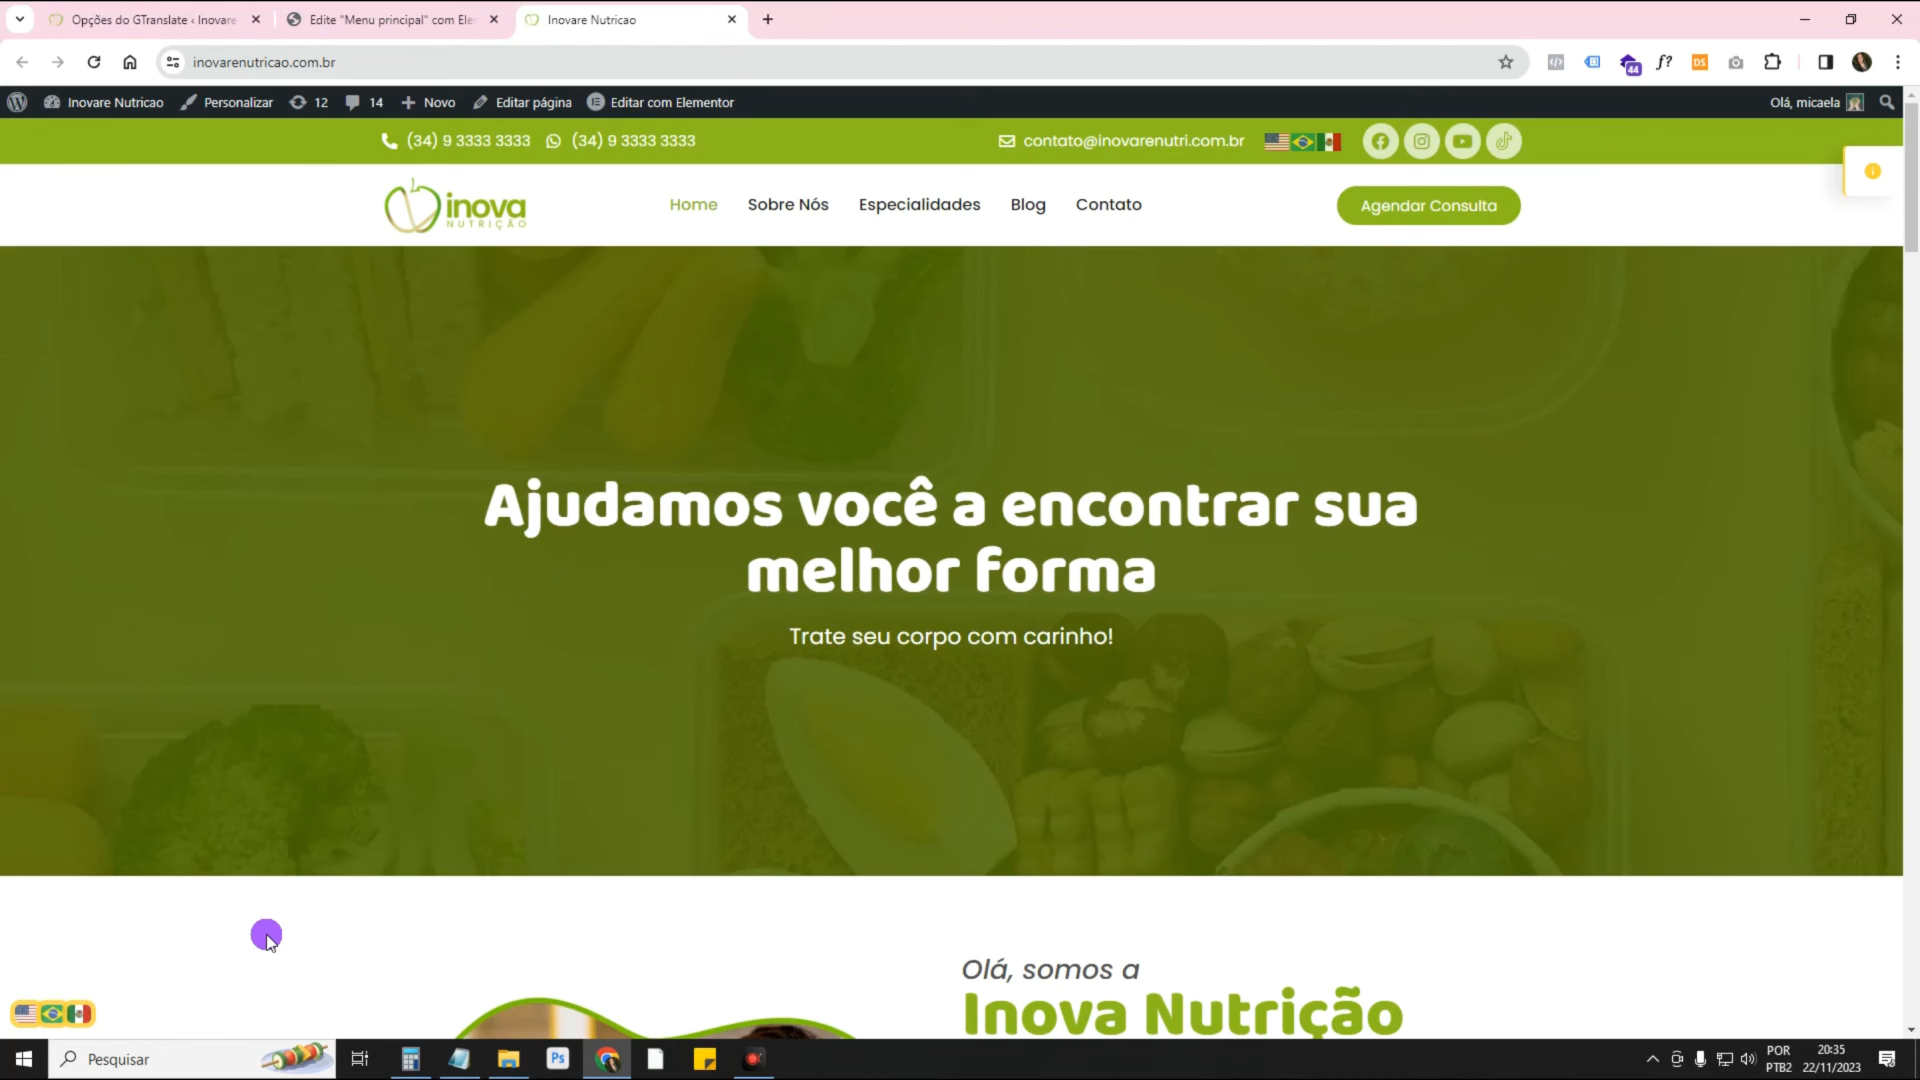 Opções do GTranslate ‹ Inovare
Edite "Menu principal" com Ele
Inovare Nutricao
inovarenutricao.com.br
44
f?
DS
Inovare Nutricao
Personalizar
12
14
Novo
Editar página
Editar com Elementor
Olá, micaela
(34) 9 3333 3333
(34) 9 3333 3333
contato@inovarenutri.com.br
inova
NUTRIÇÃO
Home
Sobre Nós
Especialidades
Blog
Contato
Agendar Consulta
Ajudamos você a encontrar sua
melhor forma
Trate seu corpo com carinho!
Olá, somos a
Inova Nutrição
Pesquisar
Ps
POR
PTB2
20:35
22/11/2023